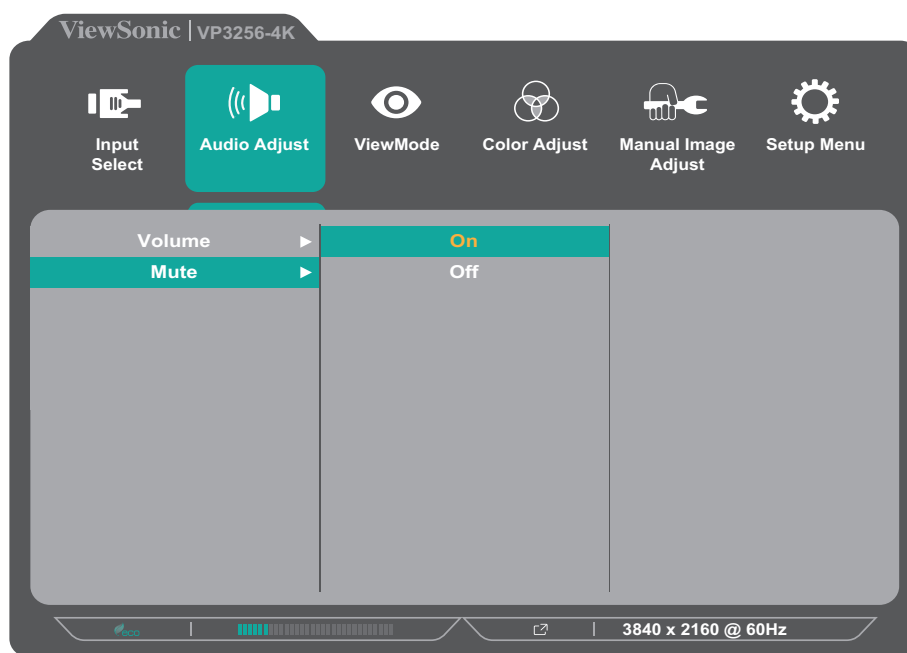 ViewSonic VP3256-4K
Input Select
Audio Adjust
ViewMode
Color Adjust
Manual Image Adjust
Setup Menu
Volume
On
Mute
Off
eco
3840 x 2160 @ 60Hz